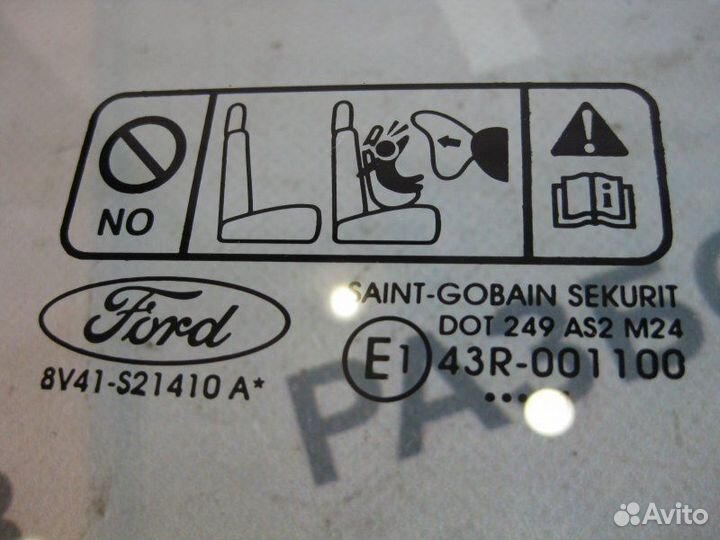 NO
i
Ford
8V41-S21410 A*
SAINT-GOBAIN SEKURIT
DOT 249 AS2 M24
E1 43R-001100
Avito